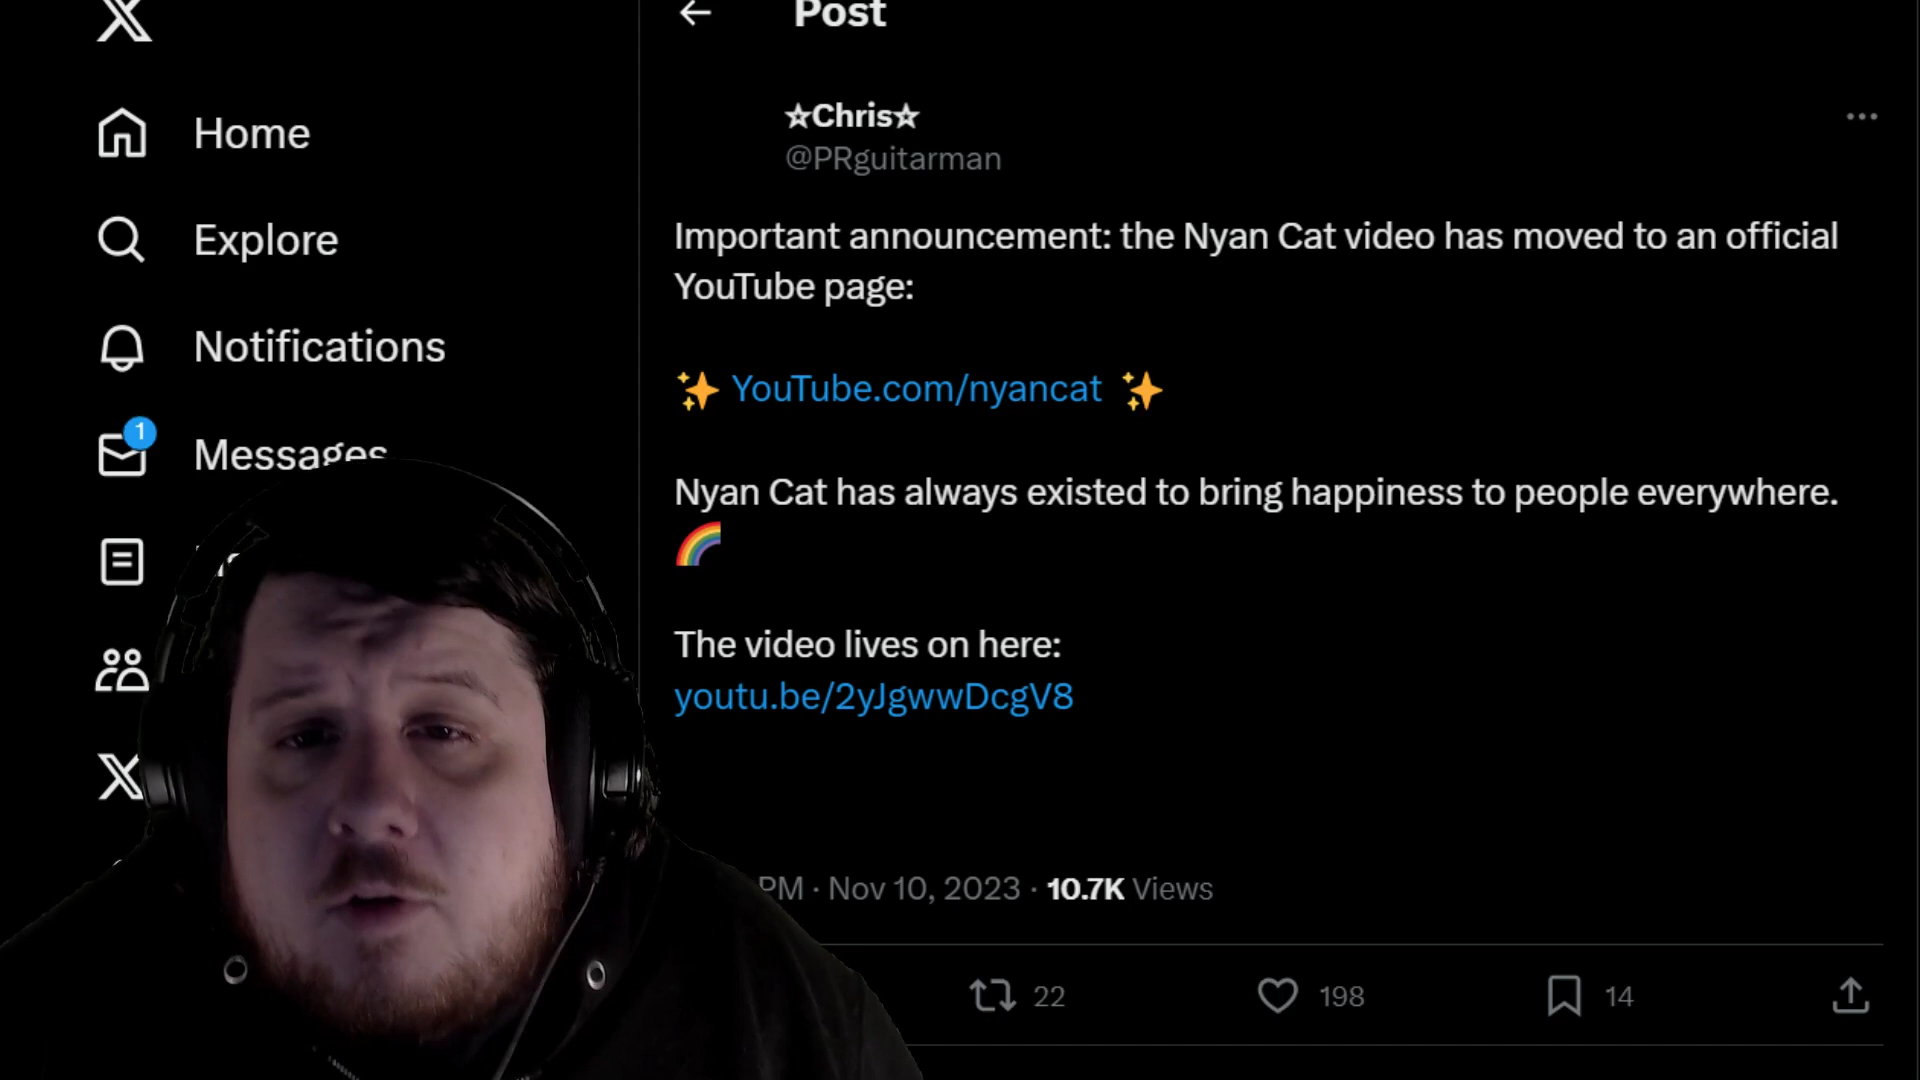 Post
Home
☆Chris☆
@PRguitarman
Explore
Important announcement: the Nyan Cat video has moved to an official
YouTube page:
Notifications
✨ YouTube.com/nyancat ✨
1
Messages
Nyan Cat has always existed to bring happiness to people everywhere.
🌈
The video lives on here:
youtu.be/2yJgwwDcgV8
PM · Nov 10, 2023 · 10.7K Views
22 198 14